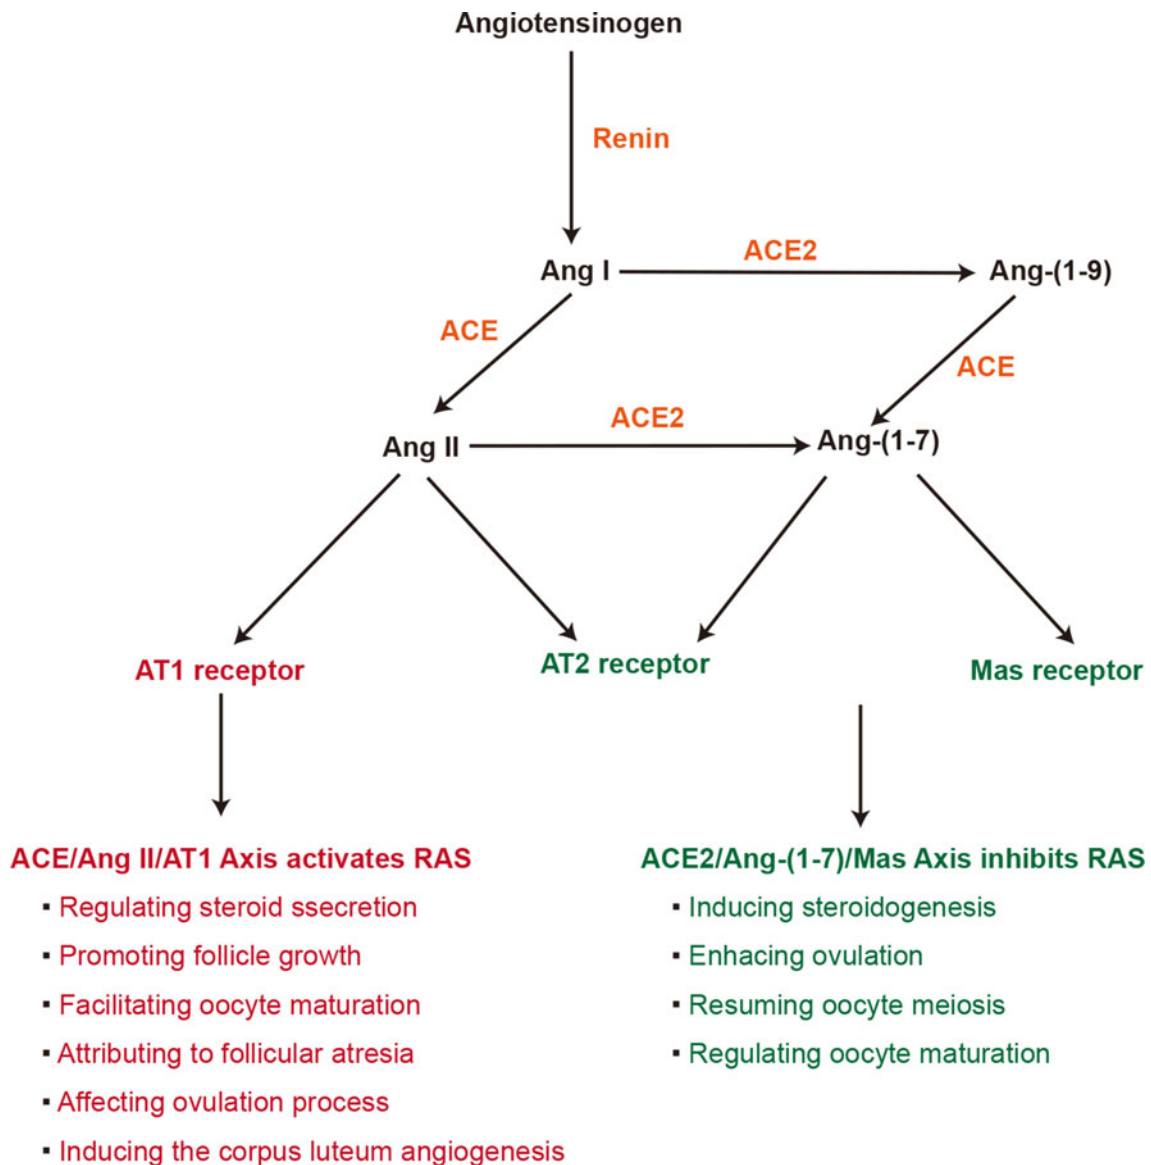 Angiotensinogen
Renin
ACE2
Ang I
Ang-(1-9)
ACE
ACE
ACE2
Ang II
Ang-(1-7)
AT1 receptor
AT2 receptor
Mas receptor
ACE/Ang II/AT1 Axis activates RAS
▪ Regulating steroid ssecretion
▪ Promoting follicle growth
▪ Facilitating oocyte maturation
▪ Attributing to follicular atresia
▪ Affecting ovulation process
▪ Inducing the corpus luteum angiogenesis
ACE2/Ang-(1-7)/Mas Axis inhibits RAS
▪ Inducing steroidogenesis
▪ Enhacing ovulation
▪ Resuming oocyte meiosis
▪ Regulating oocyte maturation